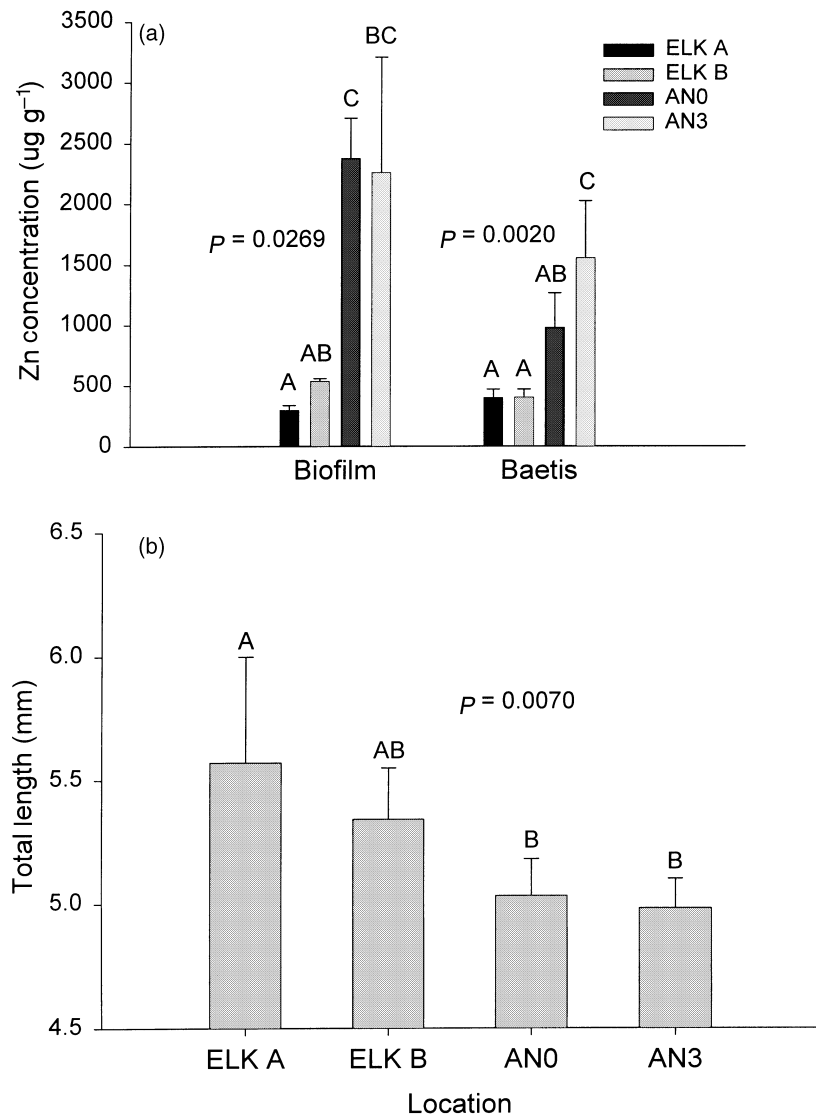 (a)
Zn concentration (ug g⁻¹)
3500
3000
2500
2000
1500
1000
500
0
ELK A
ELK B
AN0
AN3
P = 0.0269
A
AB
C
BC
P = 0.0020
A
A
AB
C
Biofilm
Baetis
(b)
Total length (mm)
6.5
6.0
5.5
5.0
4.5
P = 0.0070
A
AB
B
B
ELK A
ELK B
AN0
AN3
Location